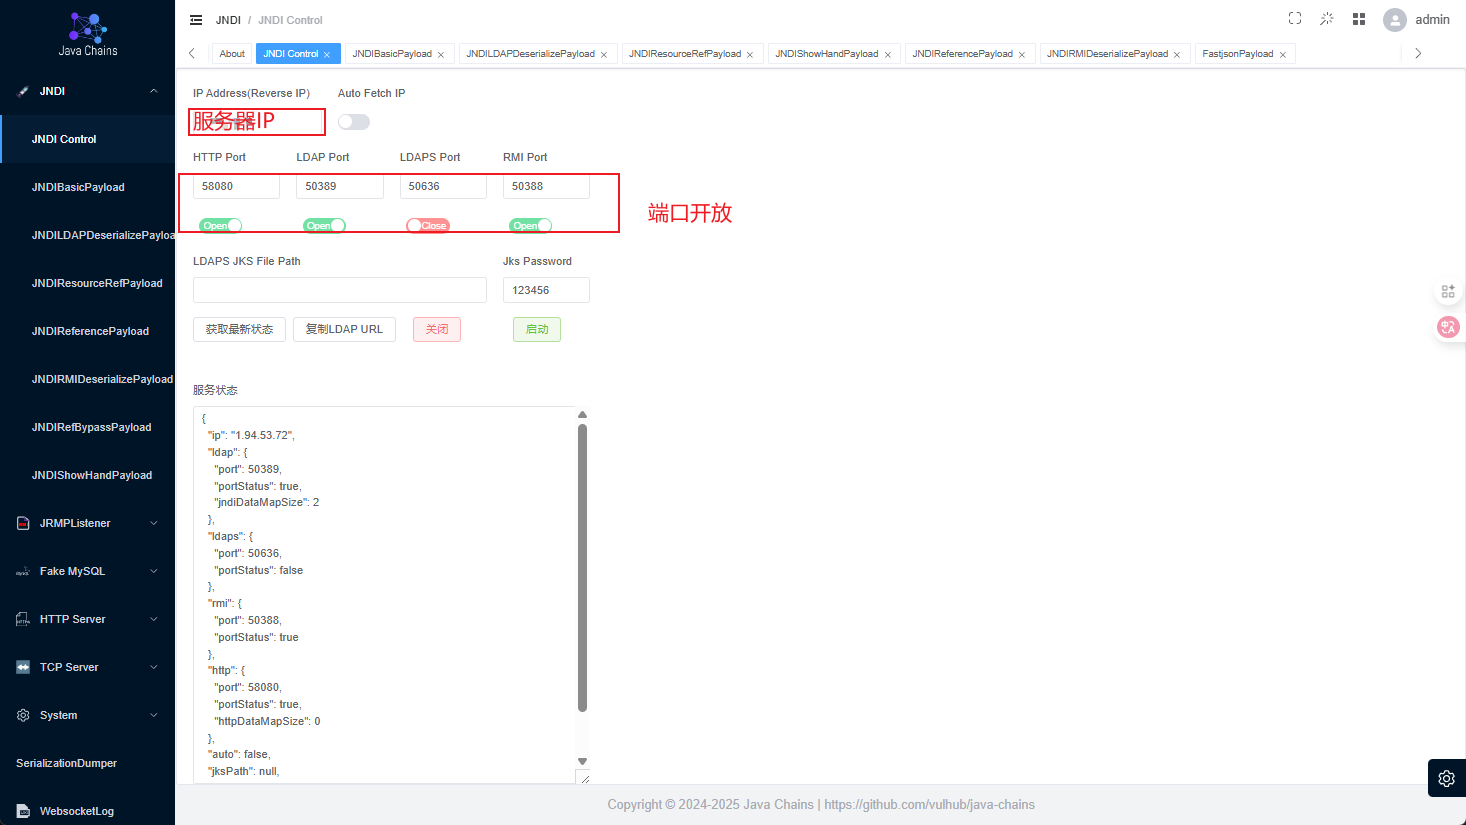 Java Chains
JNDI / JNDI Control
admin
About
JNDI Control ×
JNDIBasicPayload ×
JNDILDAPDeserializePayload ×
JNDIResourceRefPayload ×
JNDIShowHandPayload ×
JNDIReferencePayload ×
JNDIRMIDeserializePayload ×
FastjsonPayload ×
JNDI
JNDI Control
JNDIBasicPayload
JNDILDAPDeserializePayloa
JNDIResourceRefPayload
JNDIReferencePayload
JNDIRMIDeserializePayload
JNDIRefBypassPayload
JNDIShowHandPayload
JRMPListener
Fake MySQL
HTTP Server
TCP Server
System
SerializationDumper
WebsocketLog
IP Address(Reverse IP)
Auto Fetch IP
服务器IP
HTTP Port
LDAP Port
LDAPS Port
RMI Port
58080
50389
50636
50388
Open
Open
Close
Open
端口开放
LDAPS JKS File Path
Jks Password
123456
获取最新状态
复制LDAP URL
关闭
启动
服务状态
{
"ip": "1.94.53.72",
"ldap": {
"port": 50389,
"portStatus": true,
"jndiDataMapSize": 2
},
"ldaps": {
"port": 50636,
"portStatus": false
},
"rmi": {
"port": 50388,
"portStatus": true
},
"http": {
"port": 58080,
"portStatus": true,
"httpDataMapSize": 0
},
"auto": false,
"jksPath": null,
Copyright © 2024-2025 Java Chains | https://github.com/vulhub/java-chains